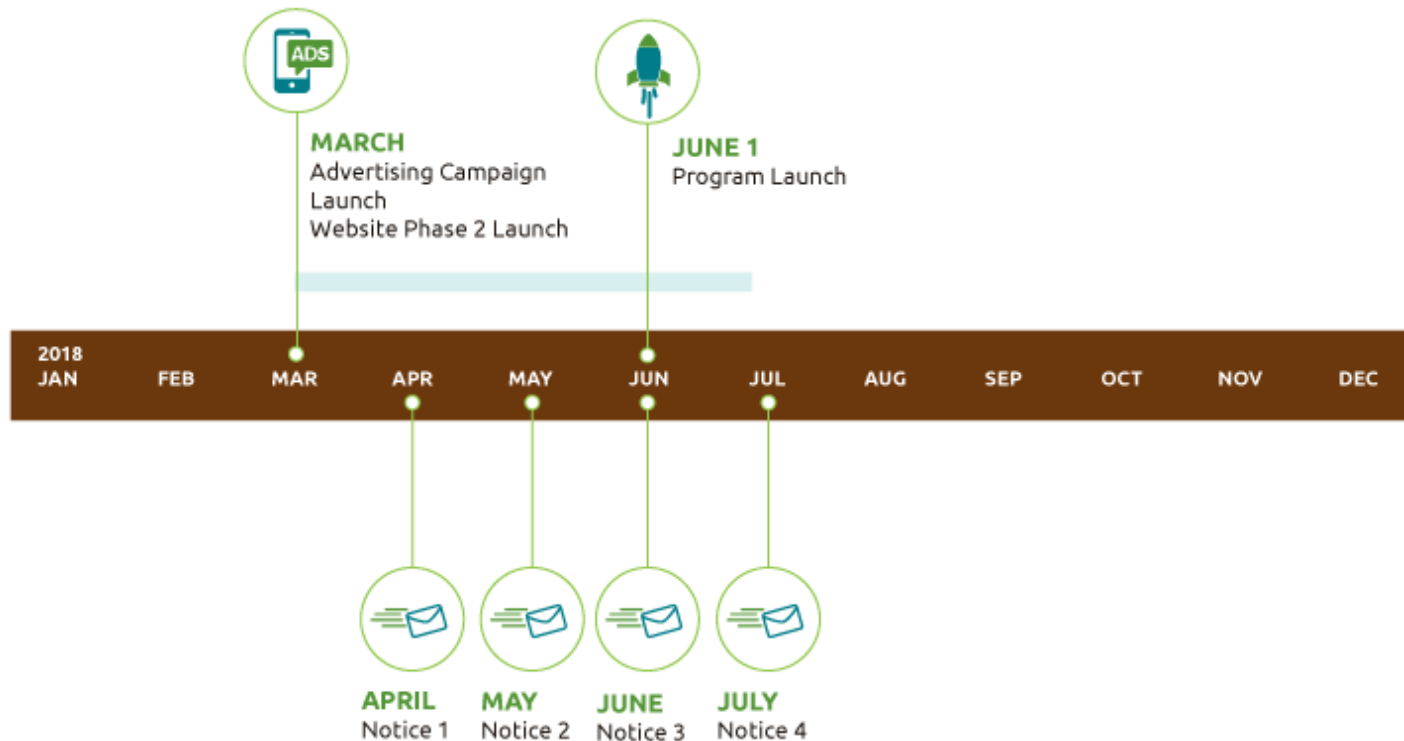 ADS
MARCH
Advertising Campaign
Launch
Website Phase 2 Launch
JUNE 1
Program Launch
2018
JAN FEB MAR APR MAY JUN JUL AUG SEP OCT NOV DEC
APRIL
Notice 1
MAY
Notice 2
JUNE
Notice 3
JULY
Notice 4